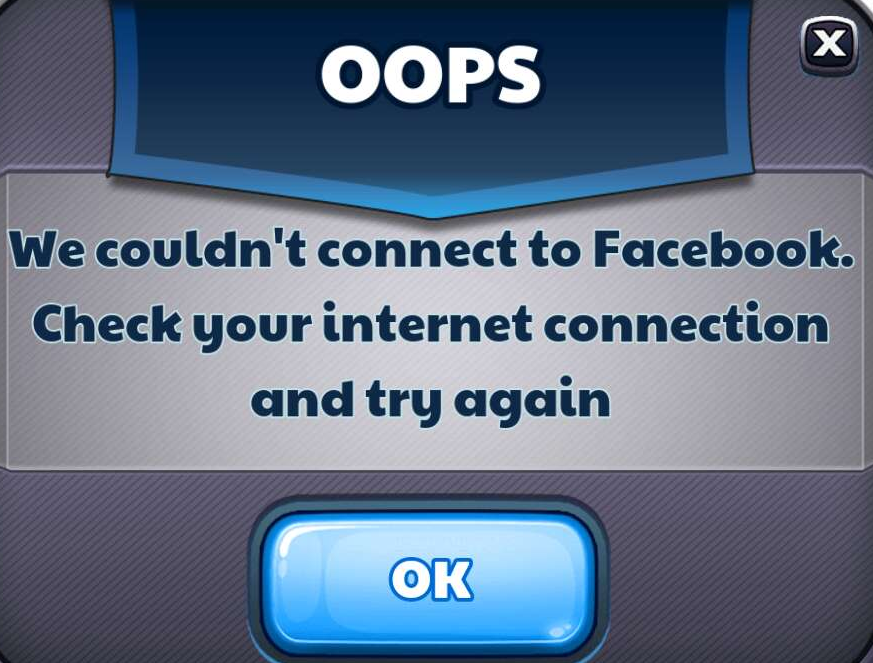 OOPS
X
We couldn't connect to Facebook.
Check your internet connection
and try again
OK